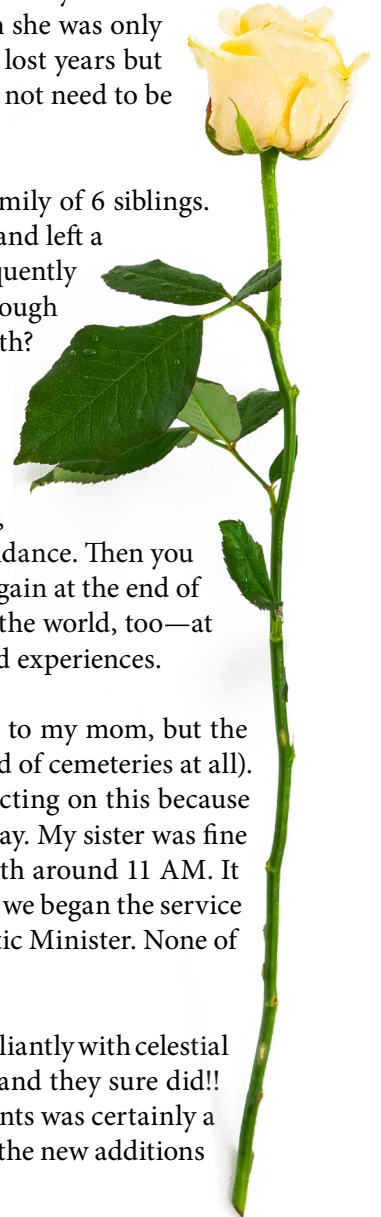 she was only
lost years but
not need to be
mily of 6 siblings.
and left a
quently
ough
th?
,
dance. Then you
gain at the end of
the world, too—at
d experiences.
to my mom, but the
d of cemeteries at all).
cting on this because
ay. My sister was fine
th around 11 AM. It
we began the service
tic Minister. None of
liantly with celestial
and they sure did!!
nts was certainly a
the new additions